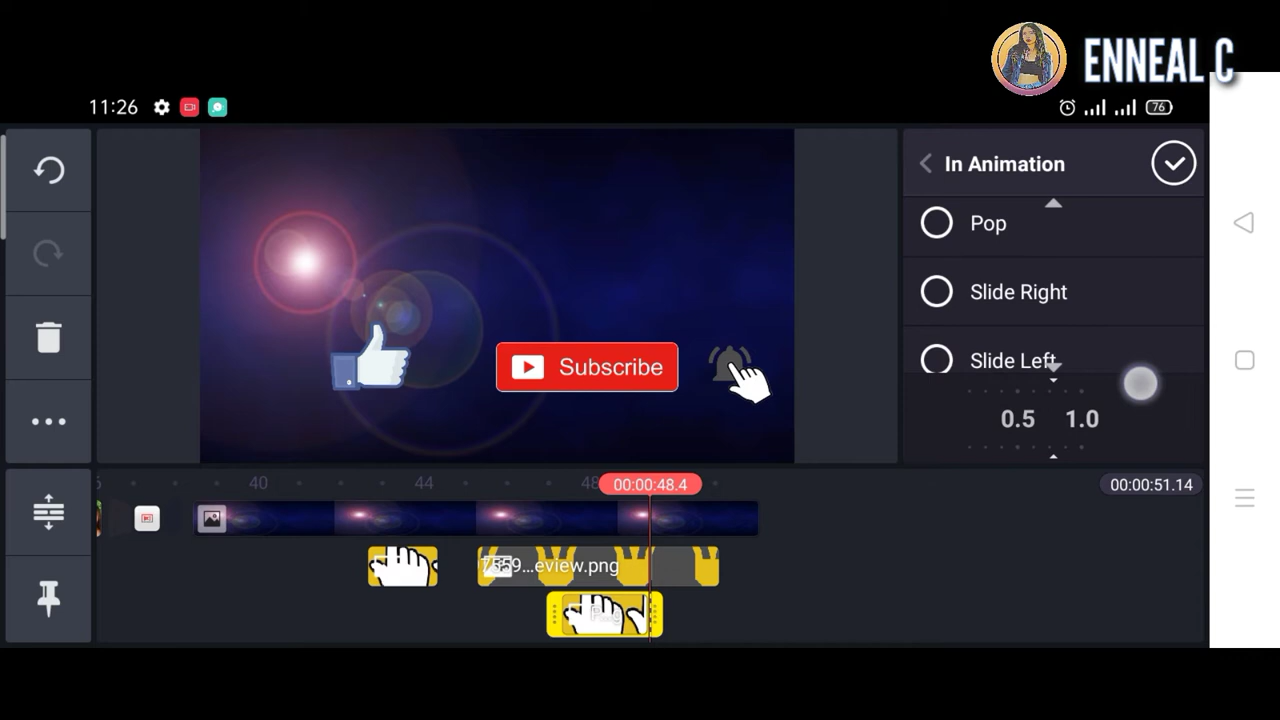 ENNEAL C
11:26
76
In Animation
Pop
Slide Right
Slide Left
0.5 1.0
Subscribe
40
44
48
00:00:48.4
00:00:51.14
7559...eview.png